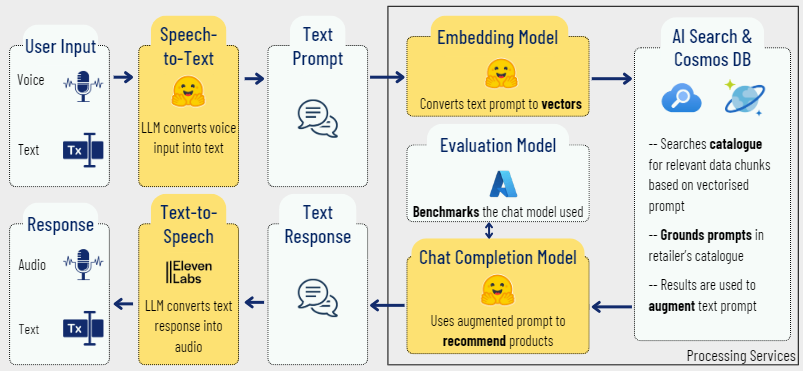 User Input
Voice
Text
Tx
Speech-
to-Text
LLM converts voice
input into text
Text
Prompt
Embedding Model
Converts text prompt to vectors
AI Search &
Cosmos DB
-- Searches catalogue
for relevant data chunks
based on vectorised
prompt
-- Grounds prompts in
retailer's catalogue
-- Results are used to
augment text prompt
Evaluation Model
Benchmarks the chat model used
Chat Completion Model
Uses augmented prompt to
recommend products
Processing Services
Text
Response
Text-to-
Speech
IIEleven
Labs
LLM converts text
response into
audio
Response
Audio
Text
Tx